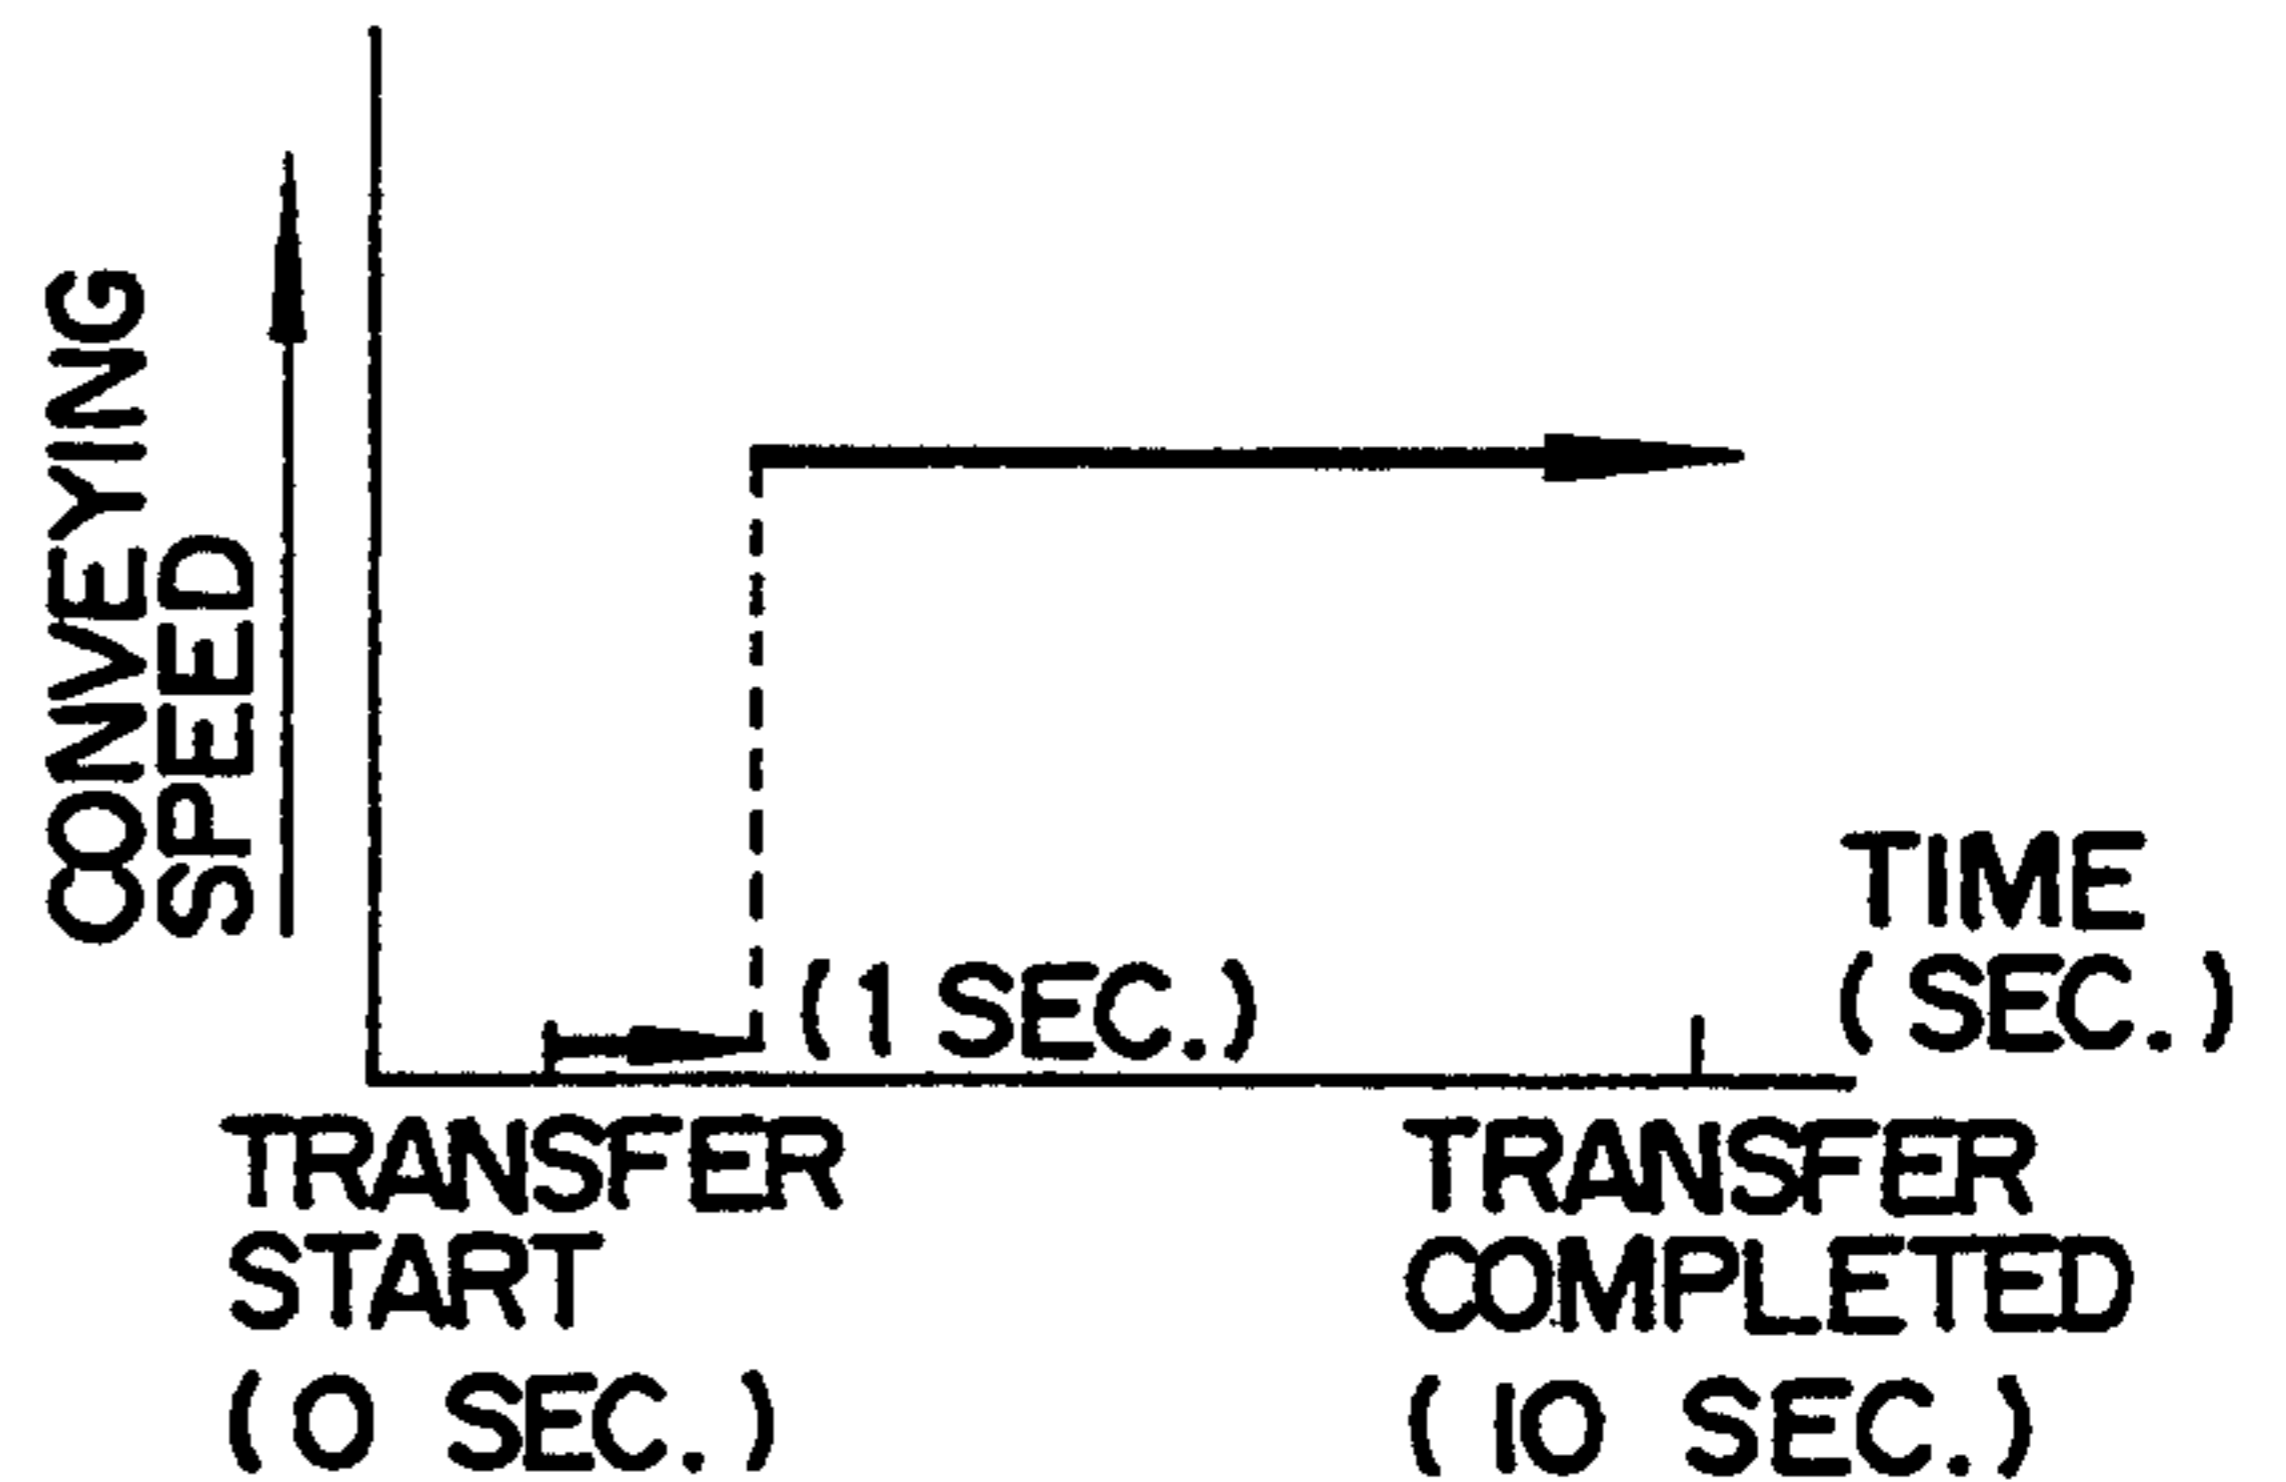 CONVEYING
SPEED
(1 SEC.)
TIME
(SEC.)
TRANSFER
START
(0 SEC.)
TRANSFER
COMPLETED
(10 SEC.)